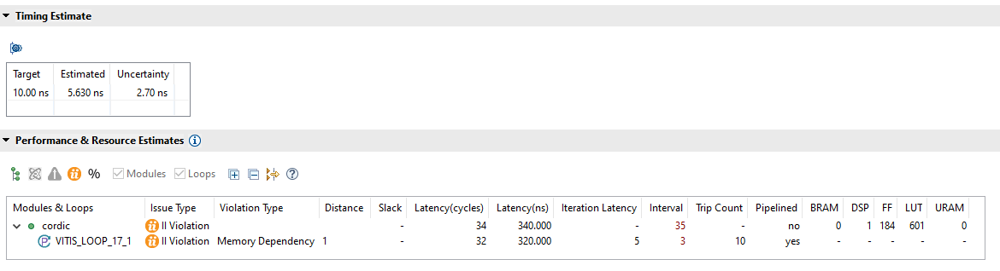 Timing Estimate
Target Estimated Uncertainty
10.00 ns 5.630 ns 2.70 ns
Performance & Resource Estimates
% Modules Loops
Modules & Loops Issue Type Violation Type Distance Slack Latency(cycles) Latency(ns) Iteration Latency Interval Trip Count Pipelined BRAM DSP FF LUT URAM
cordic II Violation - 34 340.000 - 35 - no 0 1 184 601 0
VITIS_LOOP_17_1 II Violation Memory Dependency 1 - 32 320.000 5 3 10 yes - - - - -